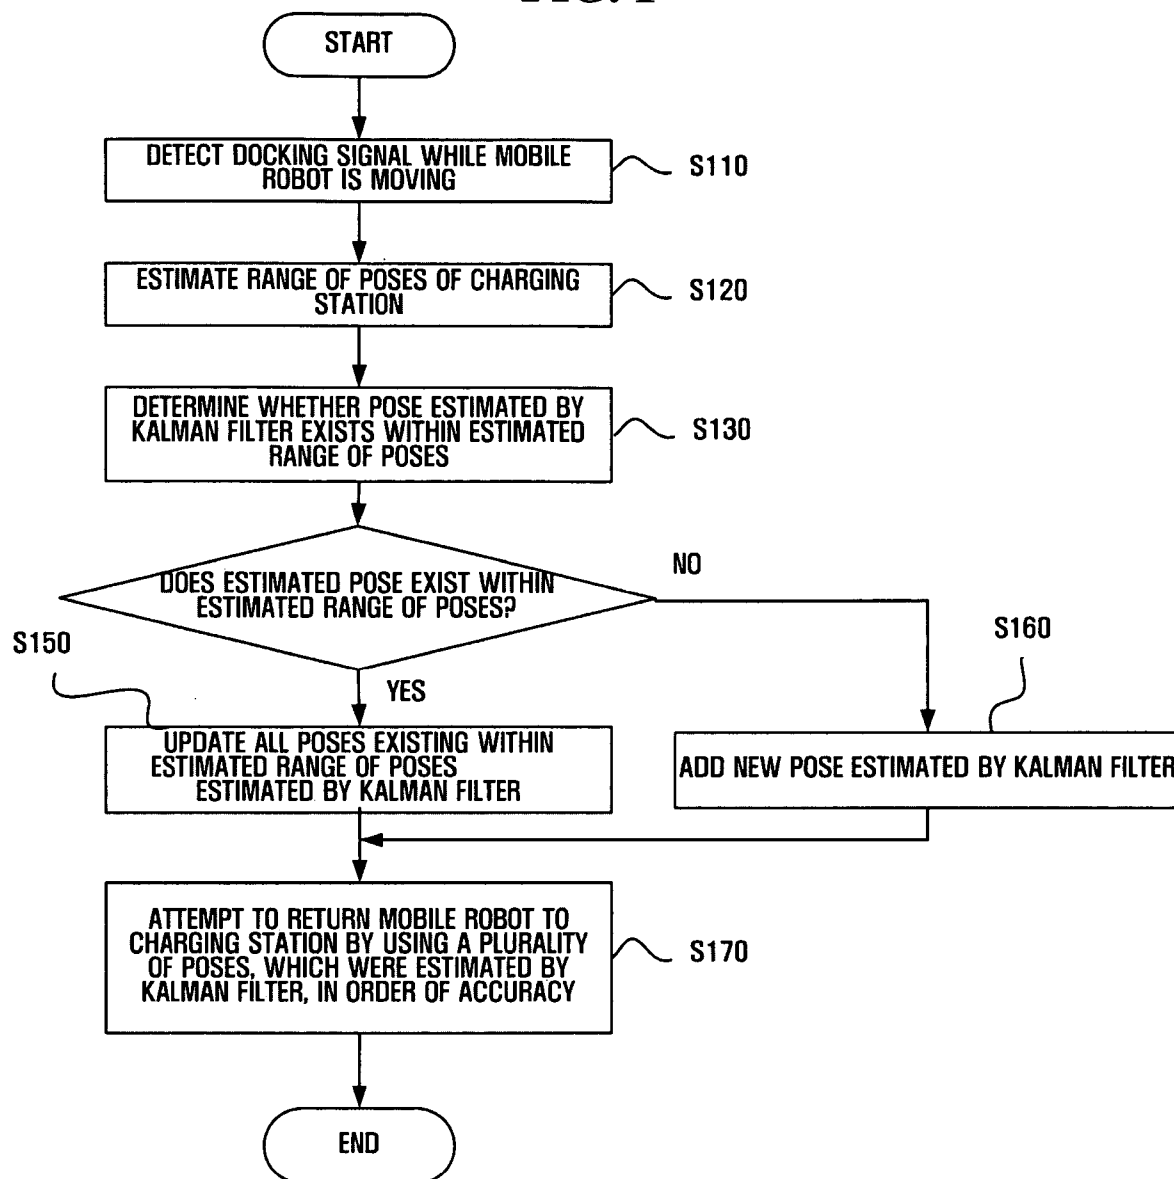 START
DETECT DOCKING SIGNAL WHILE MOBILE
ROBOT IS MOVING
S110
ESTIMATE RANGE OF POSES OF CHARGING
STATION
S120
DETERMINE WHETHER POSE ESTIMATED BY
KALMAN FILTER EXISTS WITHIN ESTIMATED
RANGE OF POSES
S130
DOES ESTIMATED POSE EXIST WITHIN
ESTIMATED RANGE OF POSES?
NO
S150
YES
S160
UPDATE ALL POSES EXISTING WITHIN
ESTIMATED RANGE OF POSES
ESTIMATED BY KALMAN FILTER
ADD NEW POSE ESTIMATED BY KALMAN FILTER
ATTEMPT TO RETURN MOBILE ROBOT TO
CHARGING STATION BY USING A PLURALITY
OF POSES, WHICH WERE ESTIMATED BY
KALMAN FILTER, IN ORDER OF ACCURACY
S170
END